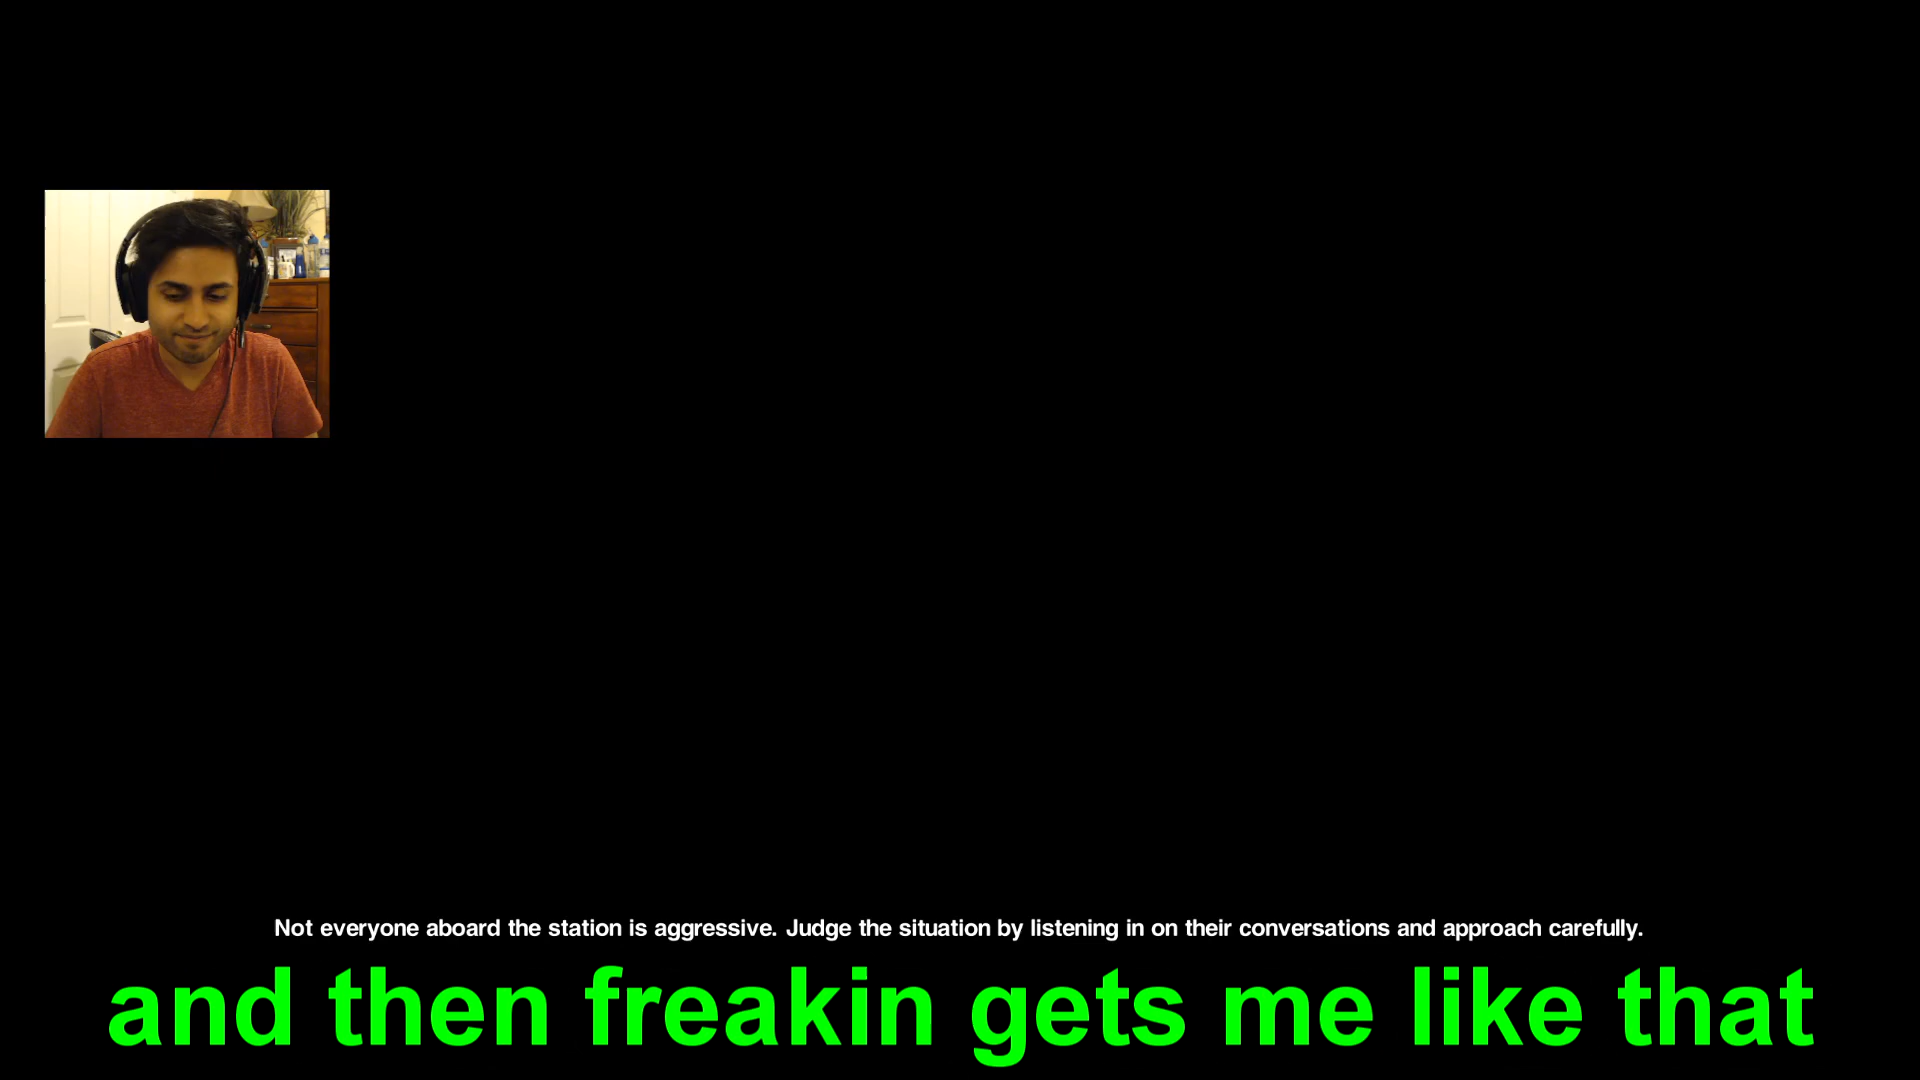 Not everyone aboard the station is aggressive. Judge the situation by listening in on their conversations and approach carefully.
and then freakin gets me like that